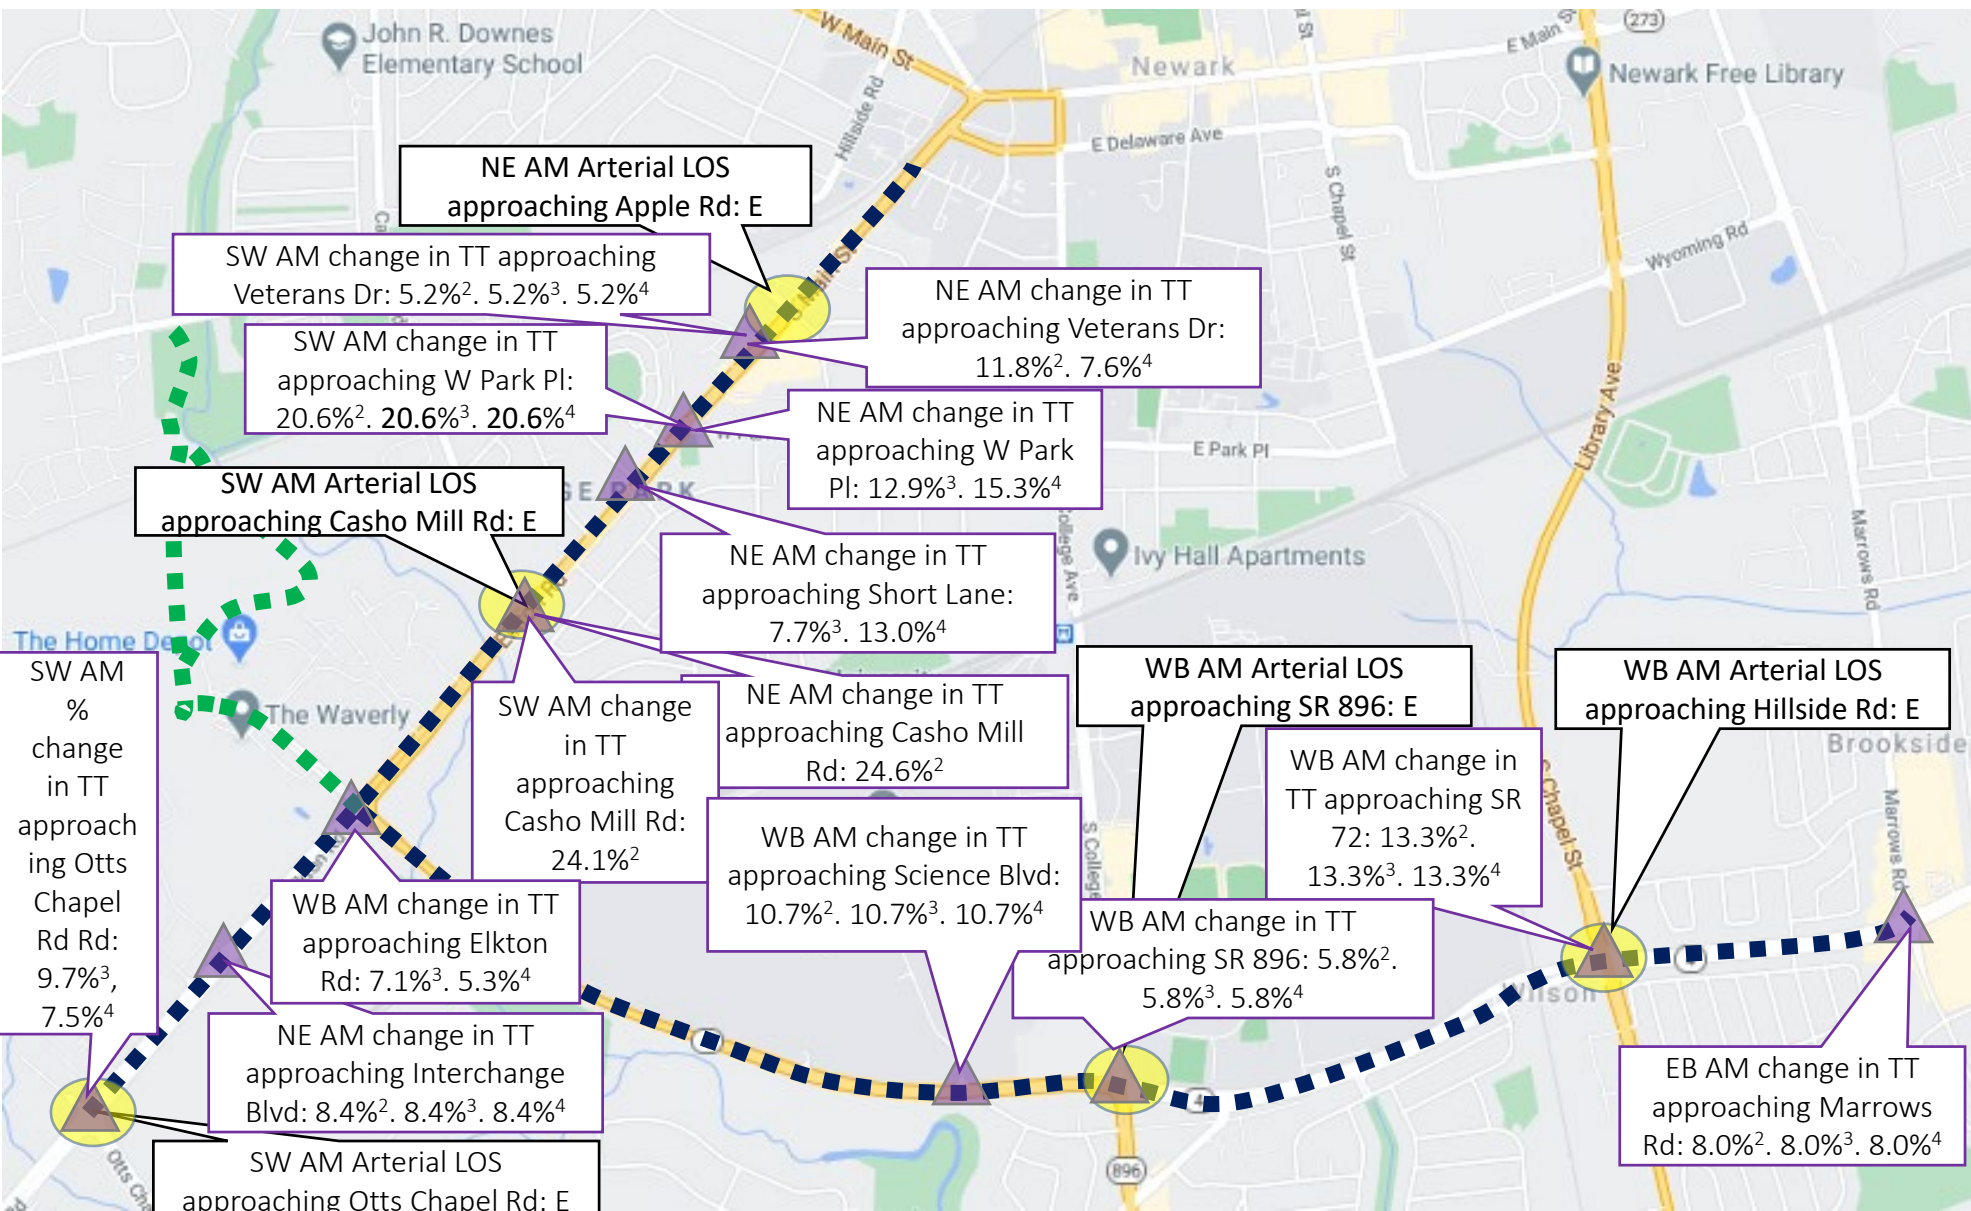 John R. Downes
Elementary School
W Main St
Newark
E Main St
273
Newark Free Library
Hillside Rd
E Delaware Ave
S Chapel St
Wyoming Rd
NE AM Arterial LOS
approaching Apple Rd: E
SW AM change in TT approaching
Veterans Dr: 5.2%². 5.2%³. 5.2%⁴
NE AM change in TT
approaching Veterans Dr:
11.8%². 7.6%⁴
SW AM change in TT
approaching W Park Pl:
20.6%². 20.6%³. 20.6%⁴
NE AM change in TT
approaching W Park
Pl: 12.9%³. 15.3%⁴
E Park Pl
Library Ave
SW AM Arterial LOS
approaching Casho Mill Rd: E
NE AM change in TT
approaching Short Lane:
7.7%³. 13.0%⁴
Ivy Hall Apartments
Marrows Rd
The Home Depot
The Waverly
SW AM
%
change
in TT
approach
ing Otts
Chapel
Rd Rd:
9.7%³,
7.5%⁴
SW AM change
in TT
approaching
Casho Mill Rd:
24.1%²
NE AM change in TT
approaching Casho Mill
Rd: 24.6%²
WB AM Arterial LOS
approaching SR 896: E
WB AM Arterial LOS
approaching Hillside Rd: E
Brookside
WB AM change in
TT approaching SR
72: 13.3%².
13.3%³. 13.3%⁴
S Chapel St
Marrows Rd
S College
WB AM change in TT
approaching Science Blvd:
10.7%². 10.7%³. 10.7%⁴
WB AM change in TT
approaching Elkton
Rd: 7.1%³. 5.3%⁴
WB AM change in TT
approaching SR 896: 5.8%².
5.8%³. 5.8%⁴
4
Wilson
NE AM change in TT
approaching Interchange
Blvd: 8.4%². 8.4%³. 8.4%⁴
4
EB AM change in TT
approaching Marrows
Rd: 8.0%². 8.0%³. 8.0%⁴
896
Otts
SW AM Arterial LOS
approaching Otts Chapel Rd: E